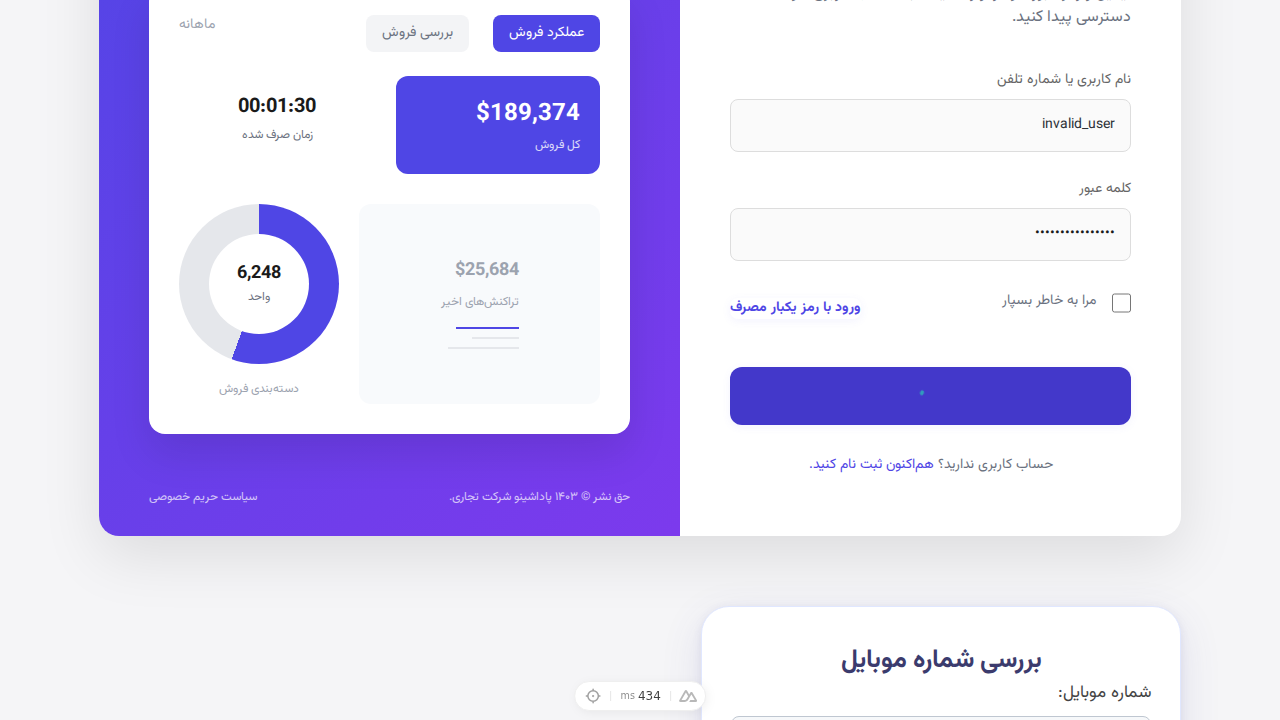 دسترسی پیدا کنید.
نام کاربری یا شماره تلفن
invalid_user
کلمه عبور
مرا به خاطر بسپار
ورود با رمز یکبار مصرف
حساب کاربری ندارید؟ هم‌اکنون ثبت نام کنید.
عملکرد فروش
بررسی فروش
ماهانه
$189,374
کل فروش
00:01:30
زمان صرف شده
$25,684
تراکنش‌های اخیر
6,248
واحد
دسته‌بندی فروش
حق نشر © ۱۴۰۳ پاداشینو شرکت تجاری.
سیاست حریم خصوصی
بررسی شماره موبایل
شماره موبایل:
434 ms